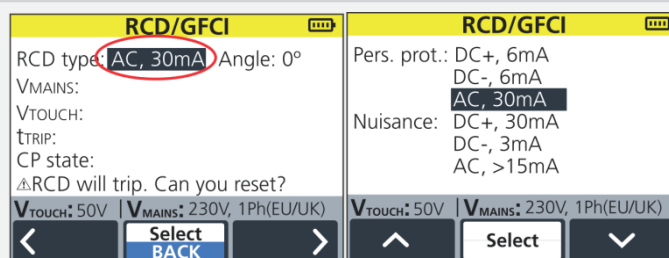 RCD/GFCI
RCD type: AC, 30mA Angle: 0º
VMAINS:
VTOUCH:
tTRIP:
CP state:
⚠RCD will trip. Can you reset?
VTOUCH: 50V | VMAINS: 230V, 1Ph(EU/UK)
< Select >
BACK
RCD/GFCI
Pers. prot.: DC+, 6mA
DC-, 6mA
AC, 30mA
Nuisance: DC+, 30mA
DC-, 3mA
AC, >15mA
VTOUCH: 50V | VMAINS: 230V, 1Ph(EU/UK)
Select